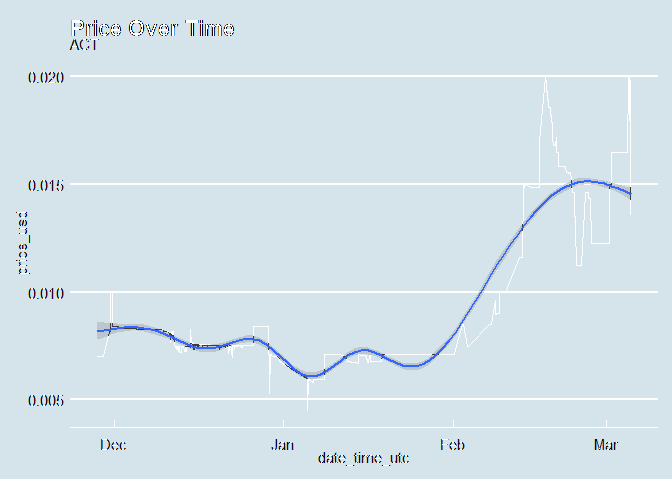 Price Over Time
ACT
0.020
0.015
0.010
0.005
price_usd
Dec Jan Feb Mar
date_time_utc